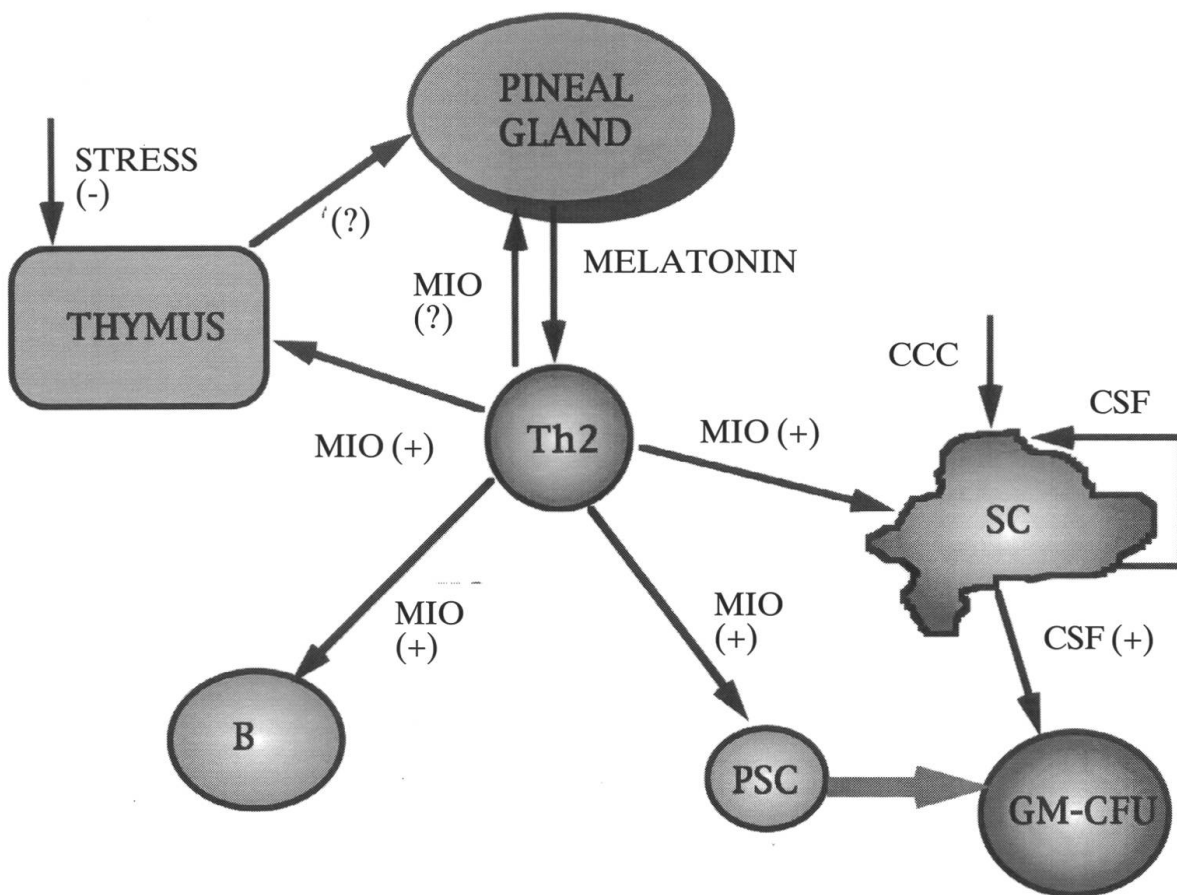 PINEAL
GLAND
STRESS
(-)
(?)
MELATONIN
MIO
(?)
THYMUS
CCC
CSF
MIO (+)
Th2
MIO (+)
SC
MIO
(+)
MIO
(+)
CSF (+)
B
PSC
GM-CFU